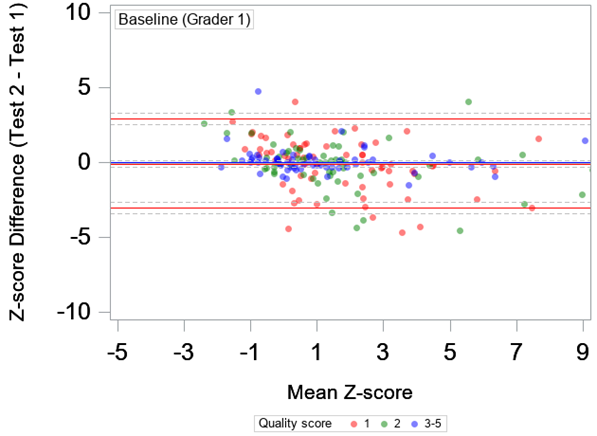 Baseline (Grader 1)
Z-score Difference (Test 2 - Test 1)
10
5
0
-5
-10
-5 -3 -1 1 3 5 7 9
Mean Z-score
Quality score 1 2 3-5